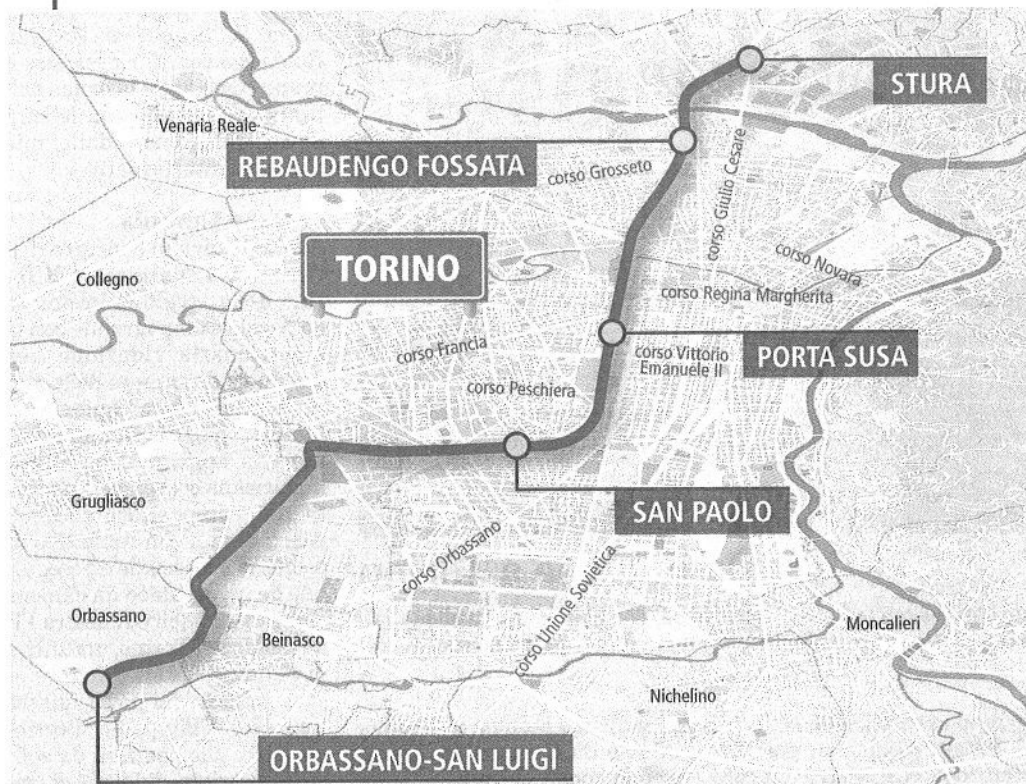 STURA
Venaria Reale
REBAUDENGO FOSSATA
corso Grosseto
corso Giulio Cesare
TORINO
corso Novara
Collegno
corso Regina Margherita
corso Francia
corso Vittorio
Emanuele II
PORTA SUSA
corso Peschiera
Grugliasco
SAN PAOLO
corso Orbassano
corso Unione Sovietica
Orbassano
Beinasco
Moncalieri
Nichelino
ORBASSANO-SAN LUIGI